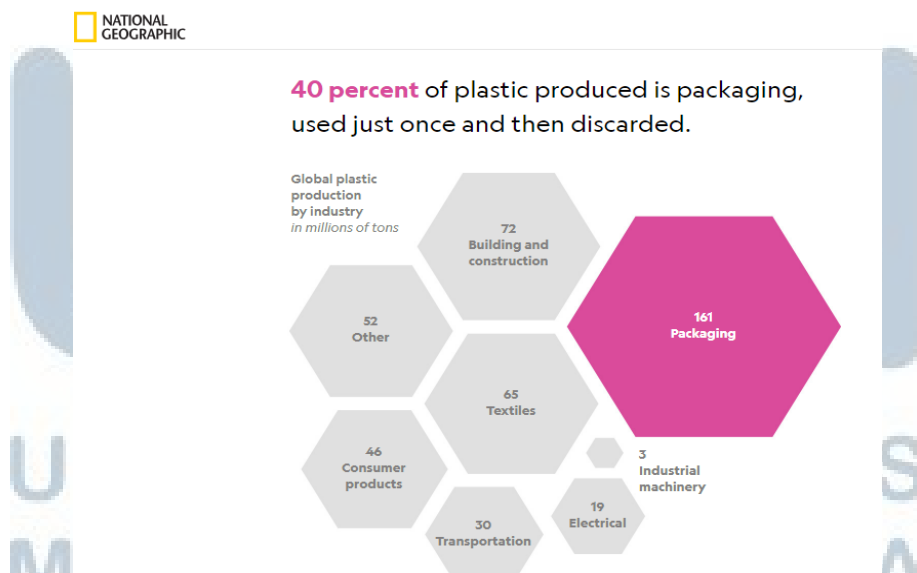 NATIONAL
GEOGRAPHIC
40 percent of plastic produced is packaging,
used just once and then discarded.
Global plastic
production
by industry
in millions of tons
72
Building and
construction
161
Packaging
52
Other
65
Textiles
46
Consumer
products
3
Industrial
machinery
19
Electrical
30
Transportation
U
S
M
A